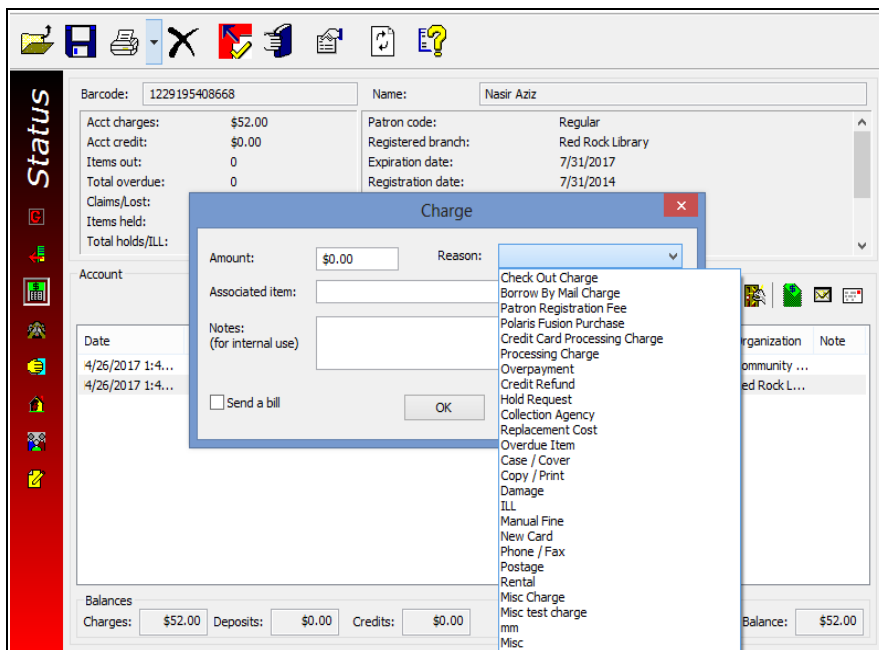 Status
Barcode: 1229195408668 Name: Nasir Aziz
Acct charges: $52.00 Patron code: Regular
Acct credit: $0.00 Registered branch: Red Rock Library
Items out: 0 Expiration date: 7/31/2017
Total overdue: 0 Registration date: 7/31/2014
Claims/Lost:
Items held:
Total holds/ILL:
Charge
Amount: $0.00 Reason:
Associated item:
Notes:
(for internal use)
Send a bill
OK
Check Out Charge
Borrow By Mail Charge
Patron Registration Fee
Polaris Fusion Purchase
Credit Card Processing Charge
Processing Charge
Overpayment
Credit Refund
Hold Request
Collection Agency
Replacement Cost
Overdue Item
Case / Cover
Copy / Print
Damage
ILL
Manual Fine
New Card
Phone / Fax
Postage
Rental
Misc Charge
Misc test charge
mm
Misc
Account
Date rganization Note
4/26/2017 1:4... ommunity ...
4/26/2017 1:4... ed Rock L...
Balances
Charges: $52.00 Deposits: $0.00 Credits: $0.00 Balance: $52.00